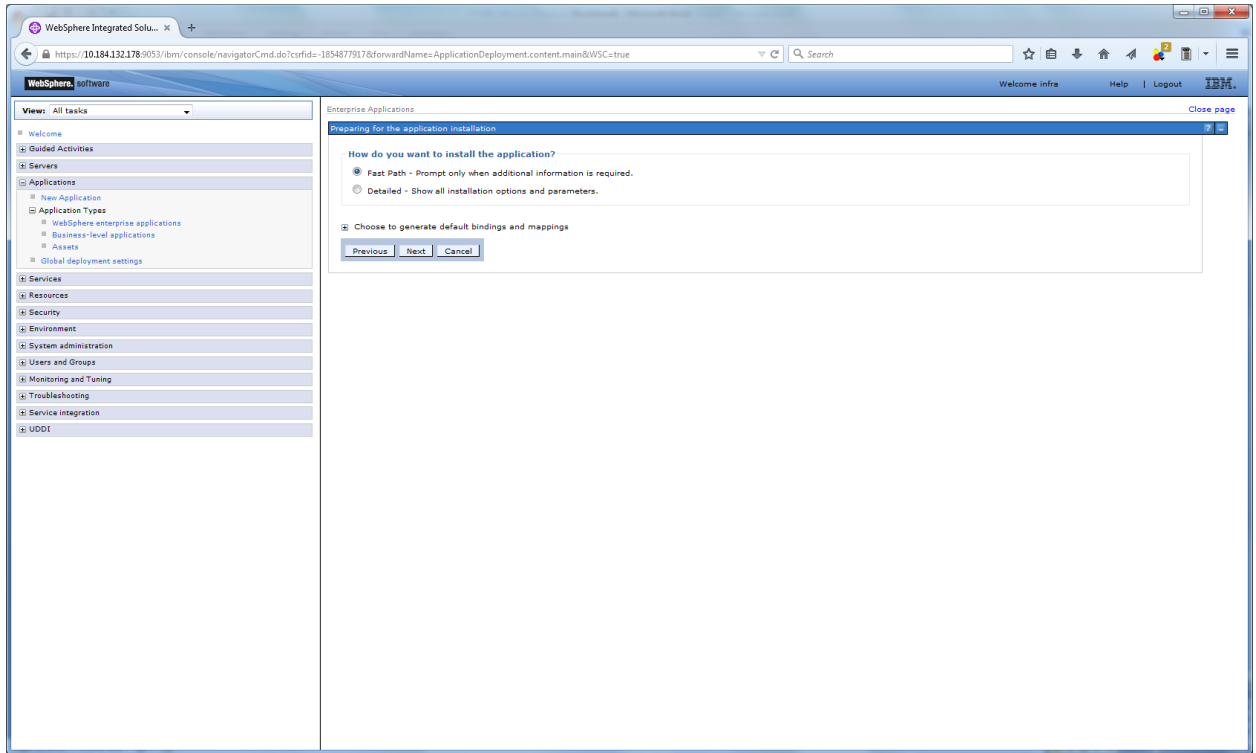 WebSphere Integrated Solu...
https://10.184.132.178:9053/ibm/console/navigatorCmd.do?csrfid=-1854877917&forwardName=ApplicationDeployment.content.main&WSC=true
Search
2
WebSphere. software
Welcome infra
Help | Logout
IBM.
View: All tasks
Welcome
Guided Activities
Servers
Applications
New Application
Application Types
WebSphere enterprise applications
Business-level applications
Assets
Global deployment settings
Services
Resources
Security
Environment
System administration
Users and Groups
Monitoring and Tuning
Troubleshooting
Service integration
UDDI
Enterprise Applications
Close page
Preparing for the application installation
? -
How do you want to install the application?
Fast Path - Prompt only when additional information is required.
Detailed - Show all installation options and parameters.
Choose to generate default bindings and mappings
Previous Next Cancel